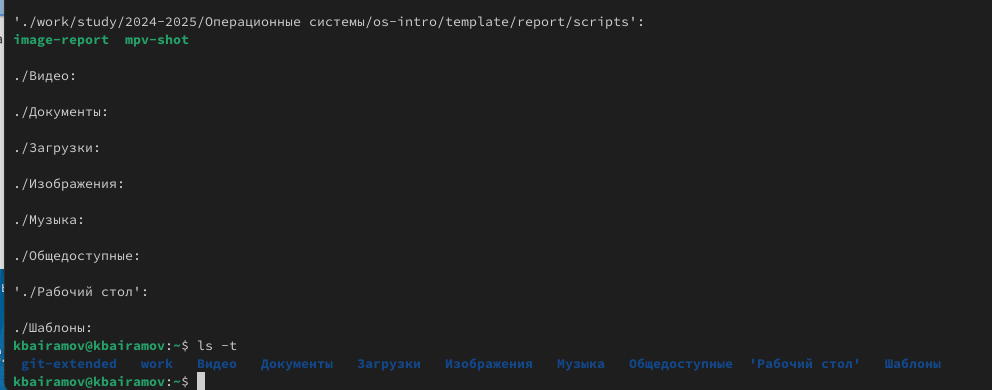 './work/study/2024-2025/Операционные системы/os-intro/template/report/scripts':
image-report mpv-shot
./Видео:
./Документы:
./Загрузки:
./Изображения:
./Музыка:
./Общедоступные:
'./Рабочий стол':
./Шаблоны:
kbairamov@kbairamov:~$ ls -t
git-extended work Видео Документы Загрузки Изображения Музыка Общедоступные 'Рабочий стол' Шаблоны
kbairamov@kbairamov:~$